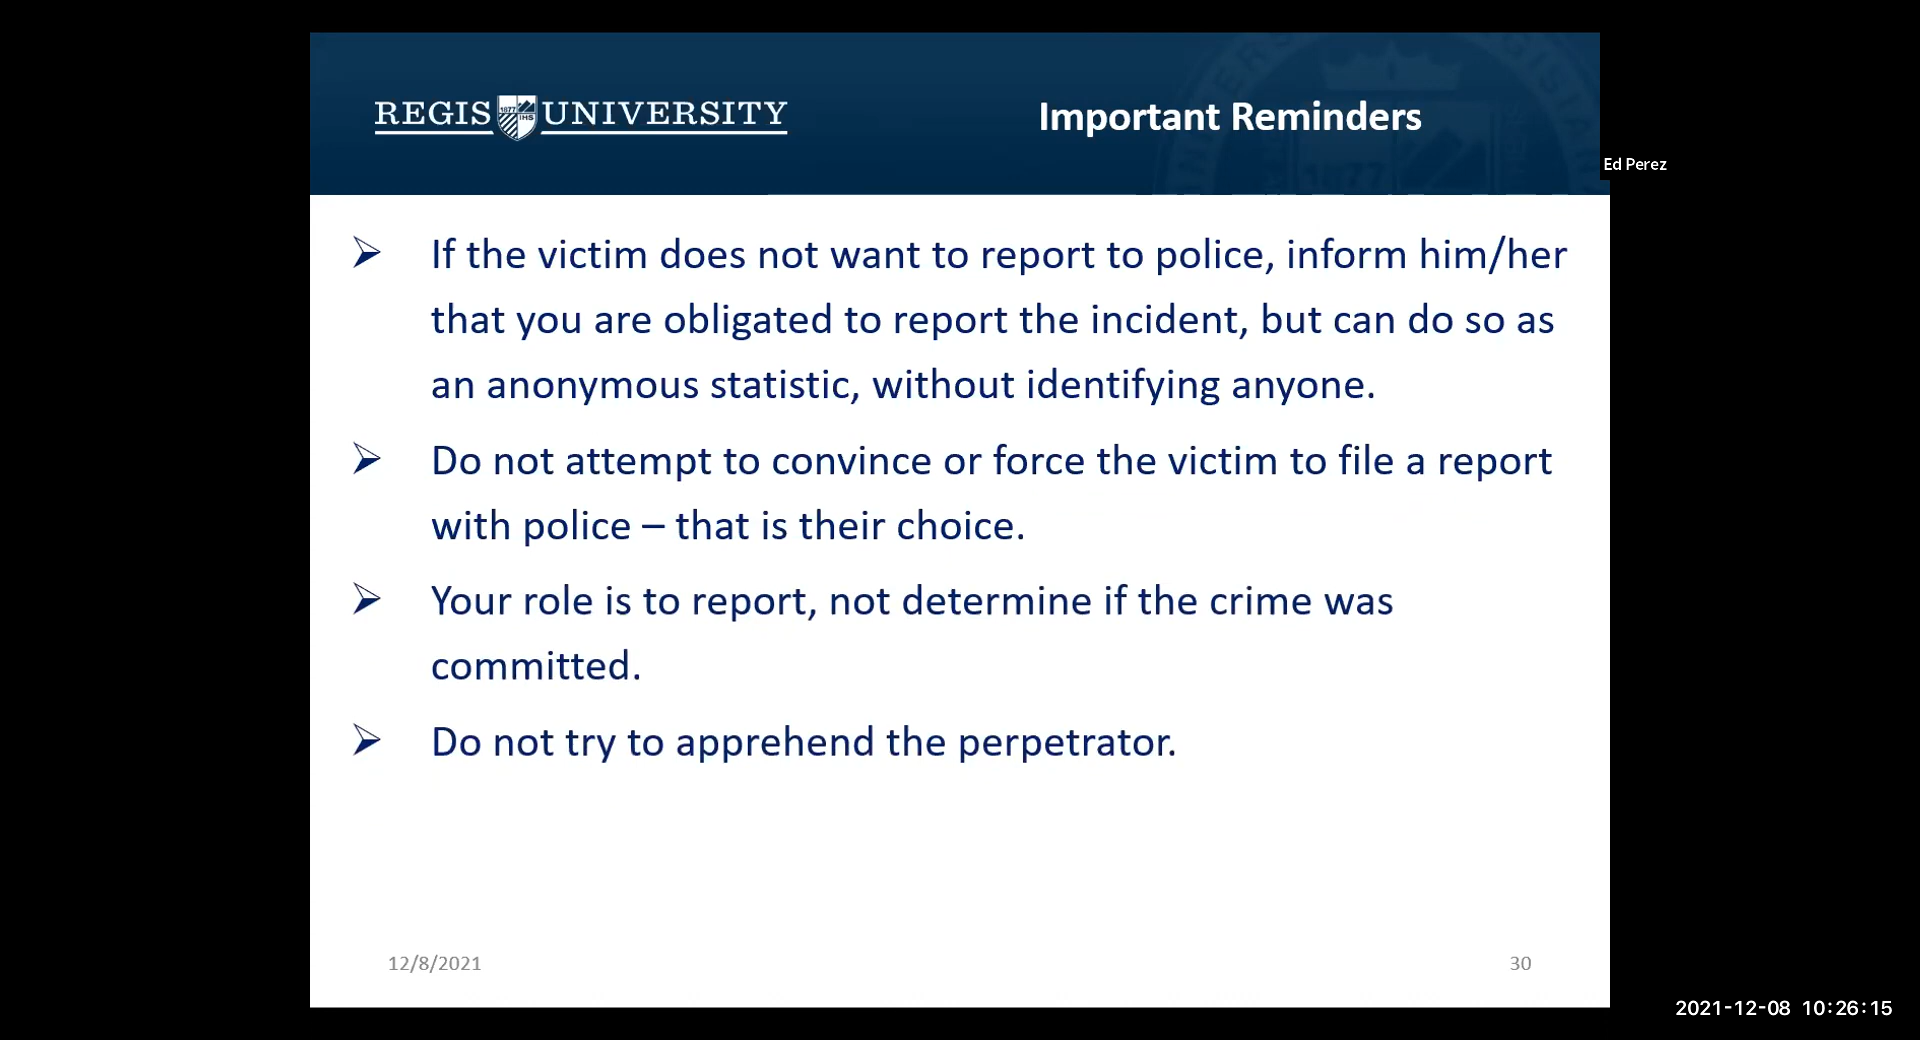 REGIS UNIVERSITY
1877
IHS
Important Reminders
Ed Perez
If the victim does not want to report to police, inform him/her
that you are obligated to report the incident, but can do so as
an anonymous statistic, without identifying anyone.
Do not attempt to convince or force the victim to file a report
with police – that is their choice.
Your role is to report, not determine if the crime was
committed.
Do not try to apprehend the perpetrator.
12/8/2021
30
2021-12-08 10:26:15